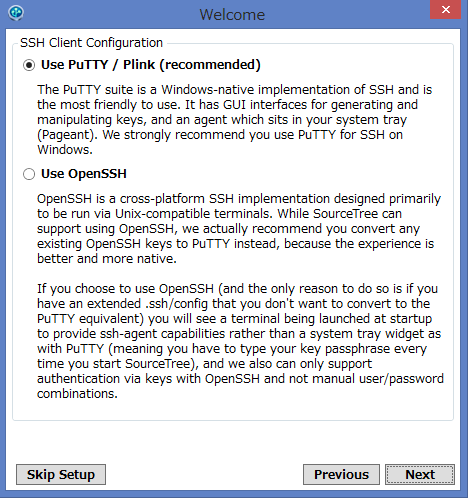 Welcome
SSH Client Configuration
Use PuTTY / Plink (recommended)
The PuTTY suite is a Windows-native implementation of SSH and is
the most friendly to use. It has GUI interfaces for generating and
manipulating keys, and an agent which sits in your system tray
(Pageant). We strongly recommend you use PuTTY for SSH on
Windows.
Use OpenSSH
OpenSSH is a cross-platform SSH implementation designed primarily
to be run via Unix-compatible terminals. While SourceTree can
support using OpenSSH, we actually recommend you convert any
existing OpenSSH keys to PuTTY instead, because the experience is
better and more native.
If you choose to use OpenSSH (and the only reason to do so is if you
have an extended .ssh/config that you don't want to convert to the
PuTTY equivalent) you will see a terminal being launched at startup
to provide ssh-agent capabilities rather than a system tray widget as
with PuTTY (meaning you have to type your key passphrase every
time you start SourceTree), and we also can only support
authentication via keys with OpenSSH and not manual user/password
combinations.
Skip Setup
Previous
Next